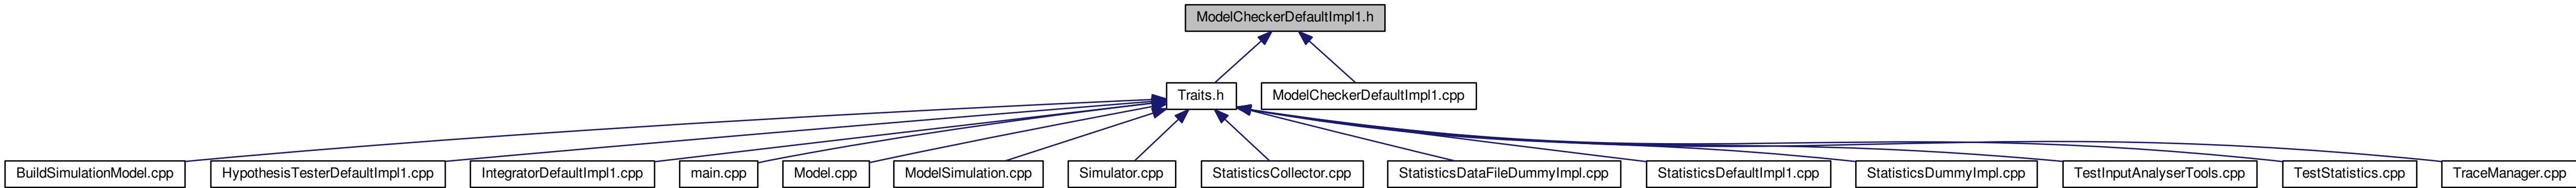 ModelCheckerDefaultImpl1.h
Traits.h
ModelCheckerDefaultImpl1.cpp
BuildSimulationModel.cpp
HypothesisTesterDefaultImpl1.cpp
IntegratorDefaultImpl1.cpp
main.cpp
Model.cpp
ModelSimulation.cpp
Simulator.cpp
StatisticsCollector.cpp
StatisticsDataFileDummyImpl.cpp
StatisticsDefaultImpl1.cpp
StatisticsDummyImpl.cpp
TestInputAnalyserTools.cpp
TestStatistics.cpp
TraceManager.cpp